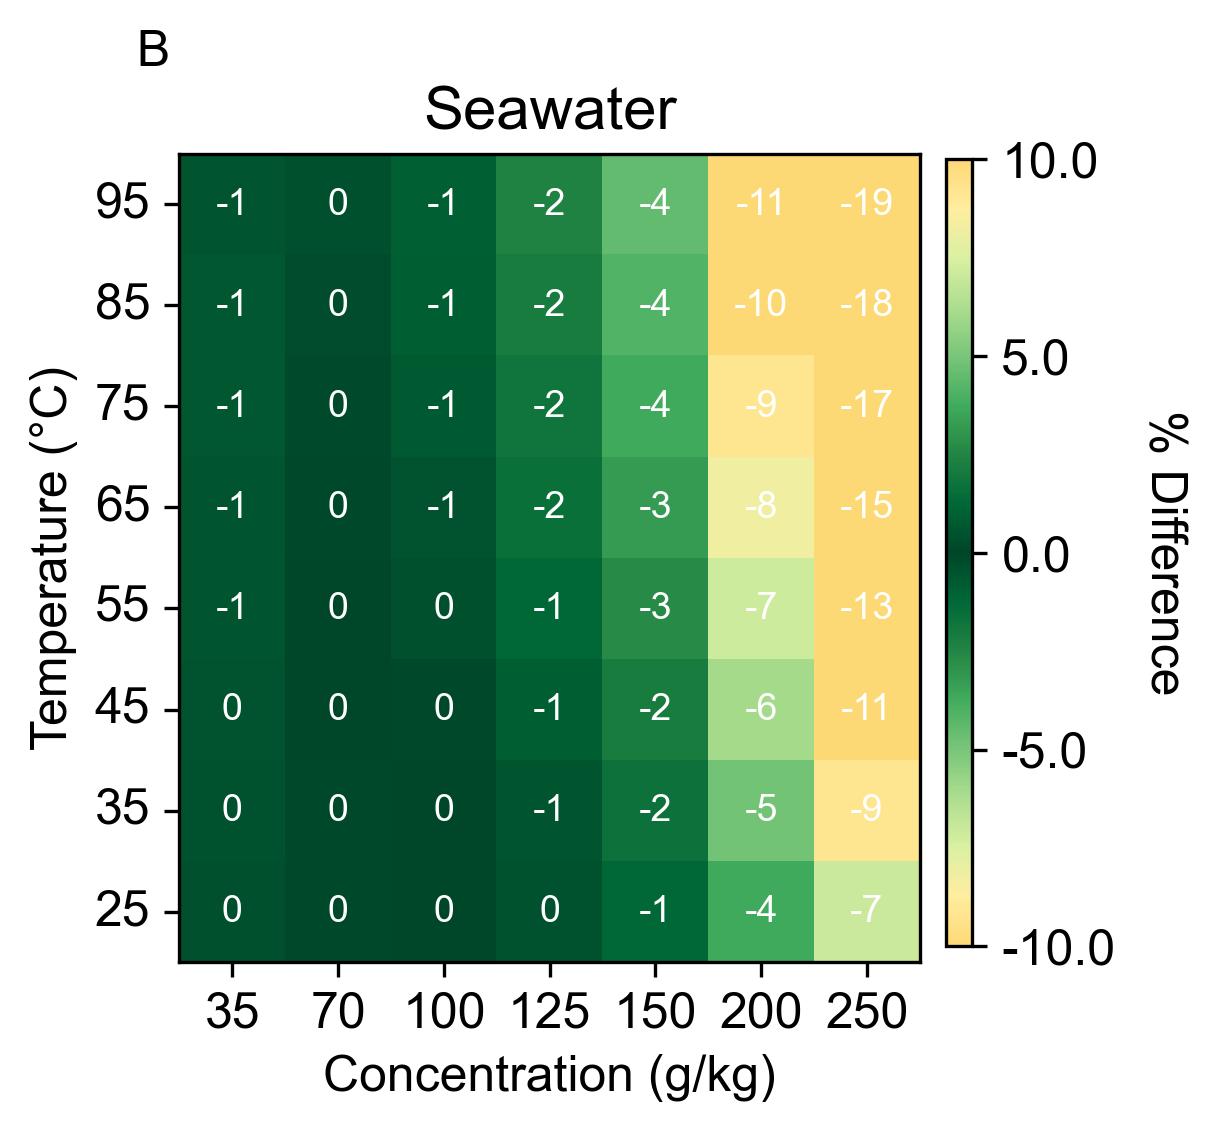 B
Seawater
95 -1 0 -1 -2 -4 -11 -19
85 -1 0 -1 -2 -4 -10 -18
75 -1 0 -1 -2 -4 -9 -17
65 -1 0 -1 -2 -3 -8 -15
55 -1 0 0 -1 -3 -7 -13
45 0 0 0 -1 -2 -6 -11
35 0 0 0 -1 -2 -5 -9
25 0 0 0 0 -1 -4 -7
35 70 100 125 150 200 250
Concentration (g/kg)
Temperature (°C)
10.0
5.0
0.0
-5.0
-10.0
% Difference